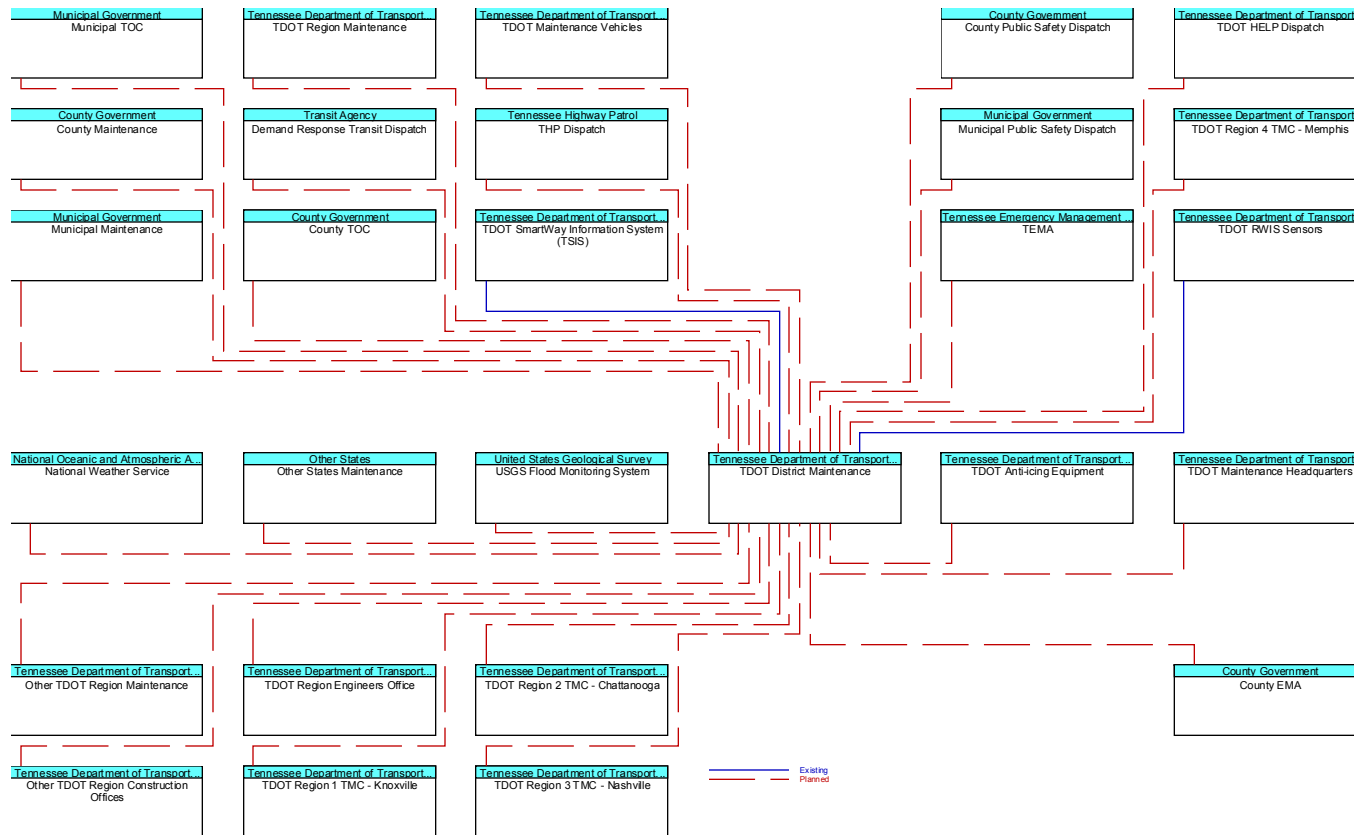 Municipal Government
Municipal TOC
Tennessee Department of Transport...
TDOT Region Maintenance
Tennessee Department of Transport...
TDOT Maintenance Vehicles
County Government
County Public Safety Dispatch
Tennessee Department of Transport
TDOT HELP Dispatch
County Government
County Maintenance
Transit Agency
Demand Response Transit Dispatch
Tennessee Highway Patrol
THP Dispatch
Municipal Government
Municipal Public Safety Dispatch
Tennessee Department of Transport
TDOT Region 4 TMC - Memphis
Municipal Government
Municipal Maintenance
County Government
County TOC
Tennessee Department of Transport...
TDOT SmartWay Information System
(TSIS)
Tennessee Emergency Management ...
TEMA
Tennessee Department of Transport
TDOT RWIS Sensors
National Oceanic and Atmospheric A...
National Weather Service
Other States
Other States Maintenance
United States Geological Survey
USGS Flood Monitoring System
Tennessee Department of Transport...
TDOT District Maintenance
Tennessee Department of Transport...
TDOT Anti-icing Equipment
Tennessee Department of Transport
TDOT Maintenance Headquarters
Tennessee Department of Transport...
Other TDOT Region Maintenance
Tennessee Department of Transport...
TDOT Region Engineers Office
Tennessee Department of Transport...
TDOT Region 2 TMC - Chattanooga
County Government
County EMA
Tennessee Department of Transport...
Other TDOT Region Construction
Offices
Tennessee Department of Transport...
TDOT Region 1 TMC - Knoxville
Tennessee Department of Transport...
TDOT Region 3 TMC - Nashville
Existing
Planned